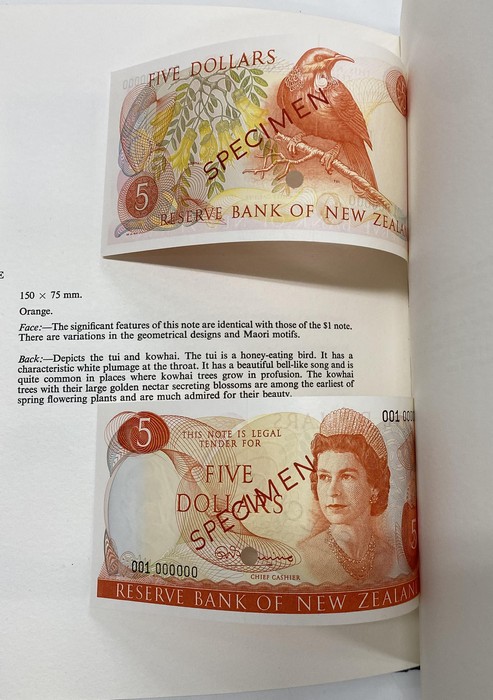 FIVE DOLLARS
SPECIMEN
5
RESERVE BANK OF NEW ZEALA
E
150 × 75 mm.
Orange.
Face:—The significant features of this note are identical with those of the $1 note.
There are variations in the geometrical designs and Maori motifs.
Back:—Depicts the tui and kowhai. The tui is a honey-eating bird. It has a
characteristic white plumage at the throat. It has a beautiful bell-like song and is
quite common in places where kowhai trees grow in profusion. The kowhai
trees with their large golden nectar secreting blossoms are among the earliest of
spring flowering plants and are much admired for their beauty.
5
001 0000
THIS NOTE IS LEGAL
TENDER FOR
FIVE
DOLLARS
SPECIMEN
5
001 000000
CHIEF CASHIER
RESERVE BANK OF NEW ZEALAN